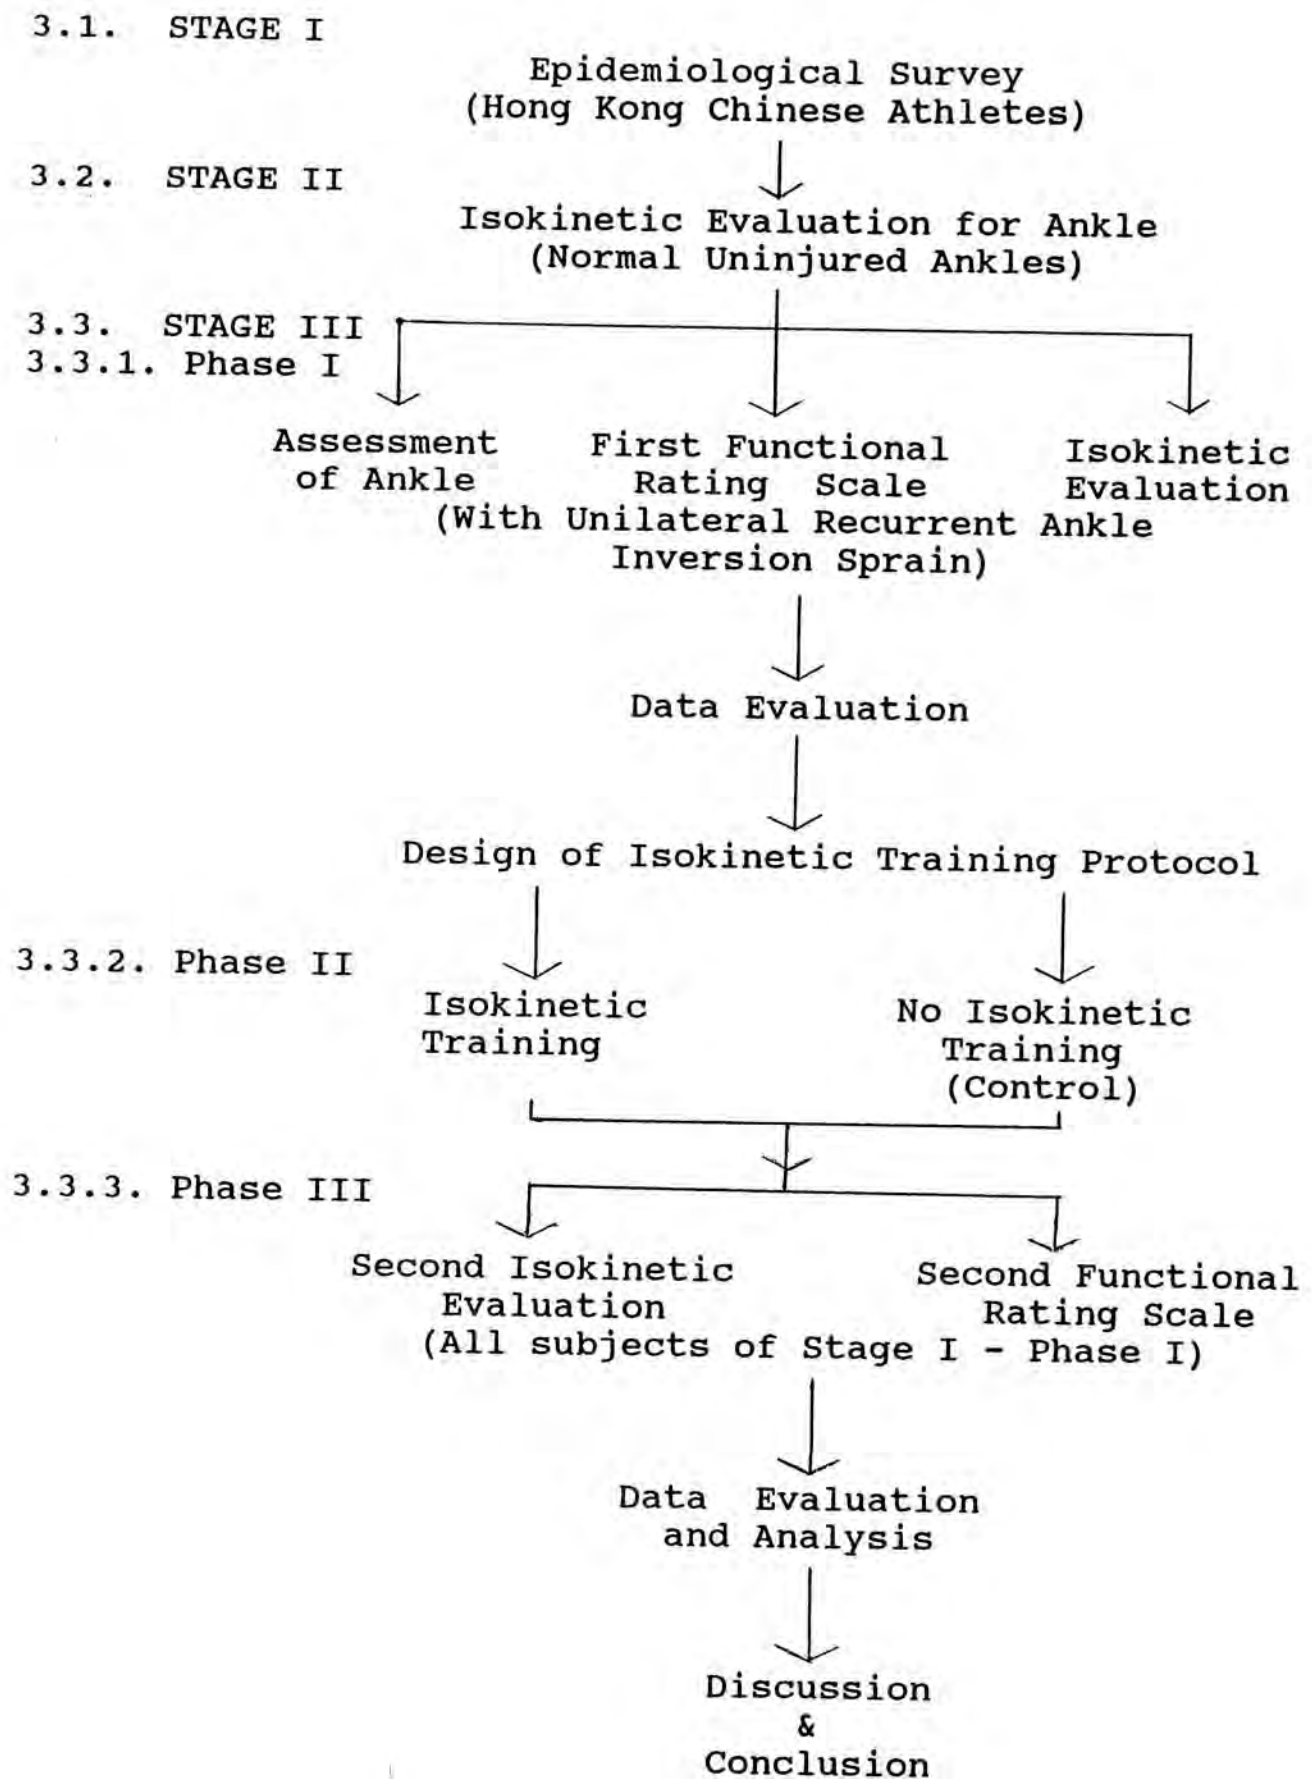 3.1. STAGE I
Epidemiological Survey
(Hong Kong Chinese Athletes)
3.2. STAGE II
Isokinetic Evaluation for Ankle
(Normal Uninjured Ankles)
3.3. STAGE III
3.3.1. Phase I
Assessment
of Ankle
First Functional
Rating Scale
Isokinetic
Evaluation
(With Unilateral Recurrent Ankle
Inversion Sprain)
Data Evaluation
Design of Isokinetic Training Protocol
3.3.2. Phase II
Isokinetic
Training
No Isokinetic
Training
(Control)
3.3.3. Phase III
Second Isokinetic
Evaluation
Second Functional
Rating Scale
(All subjects of Stage I - Phase I)
Data Evaluation
and Analysis
Discussion
&
Conclusion